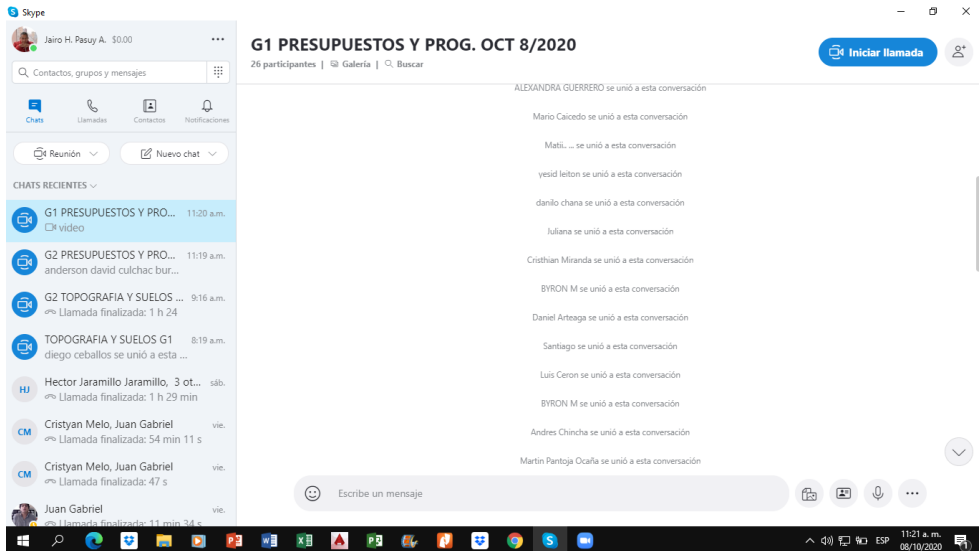 Skype
Jairo H. Pasuy A. $0.00
Contactos, grupos y mensajes
Chats
Llamadas
Contactos
Notificaciones
Reunión
Nuevo chat
CHATS RECIENTES
G1 PRESUPUESTOS Y PRO... 11:20 a.m.
video
G2 PRESUPUESTOS Y PRO... 11:19 a.m.
anderson david culchac bur...
G2 TOPOGRAFIA Y SUELOS ... 9:16 a.m.
Llamada finalizada: 1 h 24
TOPOGRAFIA Y SUELOS G1 8:19 a.m.
diego ceballos se unió a esta ...
HJ
Hector Jaramillo Jaramillo, 3 ot... sáb.
Llamada finalizada: 1 h 29 min
CM
Cristyan Melo, Juan Gabriel vie.
Llamada finalizada: 54 min 11 s
CM
Cristyan Melo, Juan Gabriel vie.
Llamada finalizada: 47 s
Juan Gabriel vie.
Llamada finalizada: 11 min 34 s
G1 PRESUPUESTOS Y PROG. OCT 8/2020
26 participantes | Galería | Buscar
Iniciar llamada
ALEXANDRA GUERRERO se unió a esta conversación
Mario Caicedo se unió a esta conversación
Matii.. ... se unió a esta conversación
yesid leiton se unió a esta conversación
danilo chana se unió a esta conversación
Juliana se unió a esta conversación
Cristhian Miranda se unió a esta conversación
BYRON M se unió a esta conversación
Daniel Arteaga se unió a esta conversación
Santiago se unió a esta conversación
Luis Ceron se unió a esta conversación
BYRON M se unió a esta conversación
Andres Chincha se unió a esta conversación
Martin Pantoja Ocaña se unió a esta conversación
Escribe un mensaje
ESP
11:21 a. m.
08/10/2020